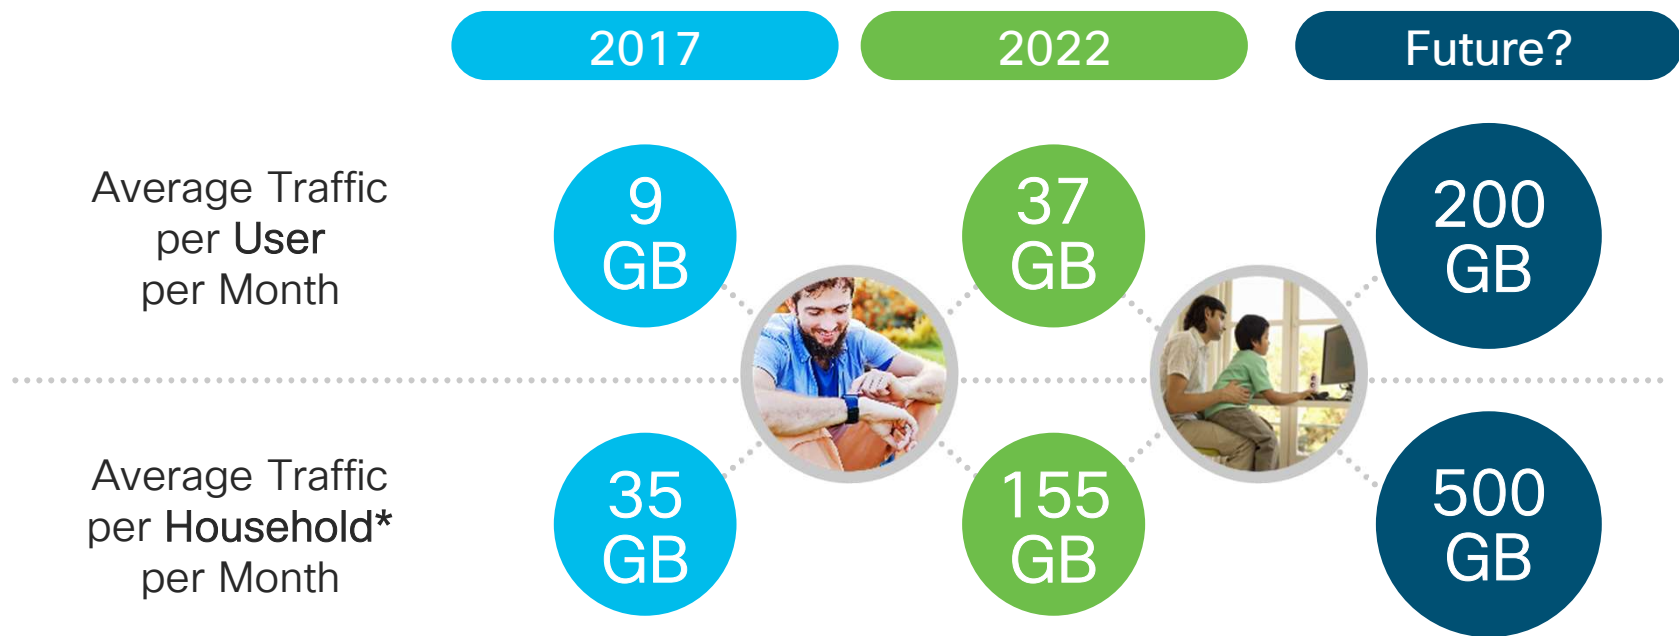 2017 2022 Future?
Average Traffic
per User
per Month
9
GB
37
GB
200
GB
Average Traffic
per Household*
per Month
35
GB
155
GB
500
GB